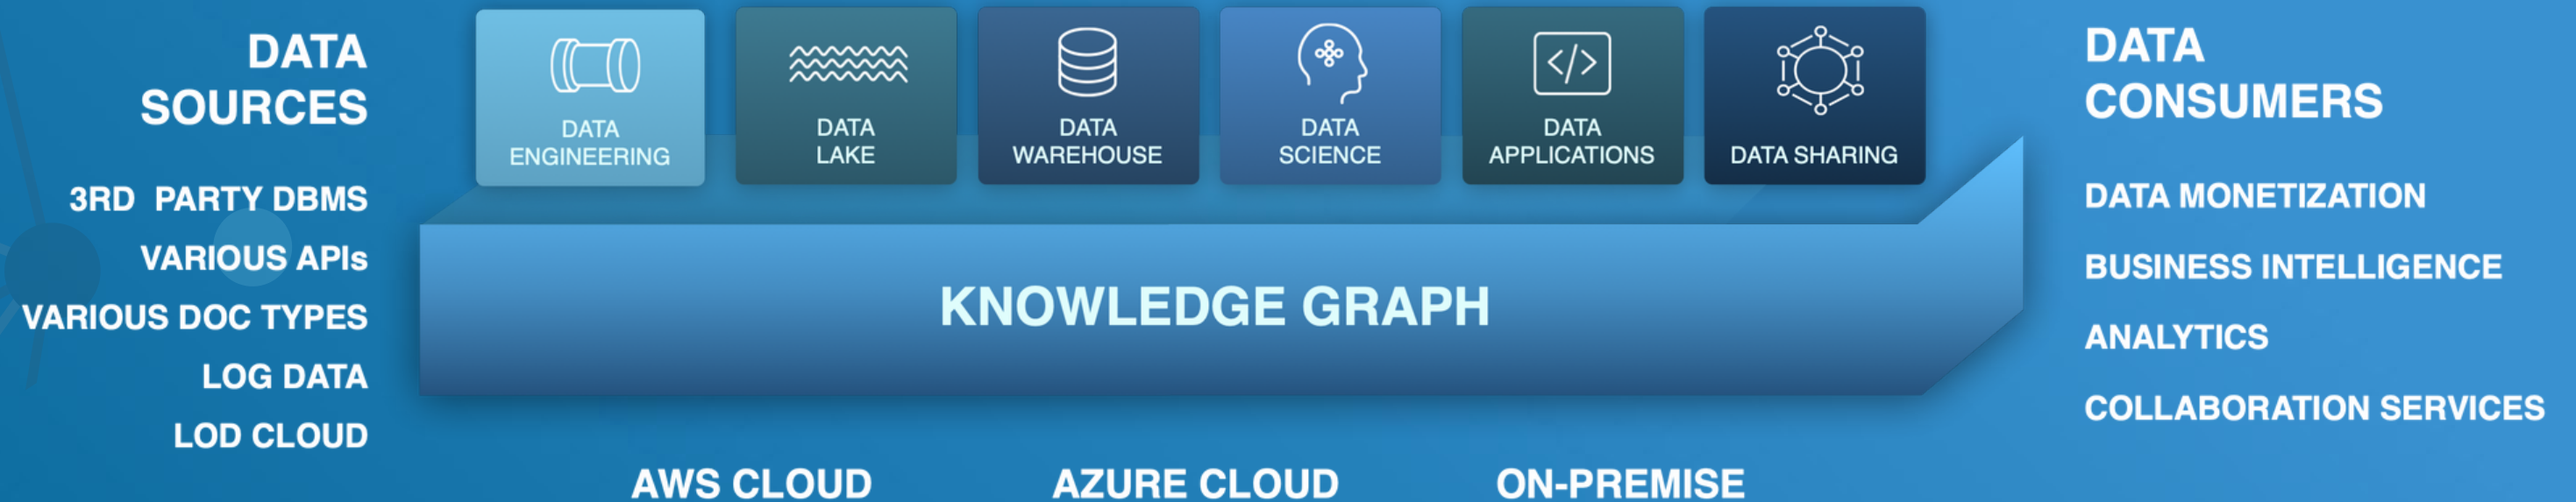 DATA
SOURCES
3RD PARTY DBMS
VARIOUS APIs
VARIOUS DOC TYPES
LOG DATA
LOD CLOUD
DATA
ENGINEERING
DATA
LAKE
DATA
WAREHOUSE
DATA
SCIENCE
</>
DATA
APPLICATIONS
DATA SHARING
KNOWLEDGE GRAPH
AWS CLOUD
AZURE CLOUD
ON-PREMISE
DATA
CONSUMERS
DATA MONETIZATION
BUSINESS INTELLIGENCE
ANALYTICS
COLLABORATION SERVICES